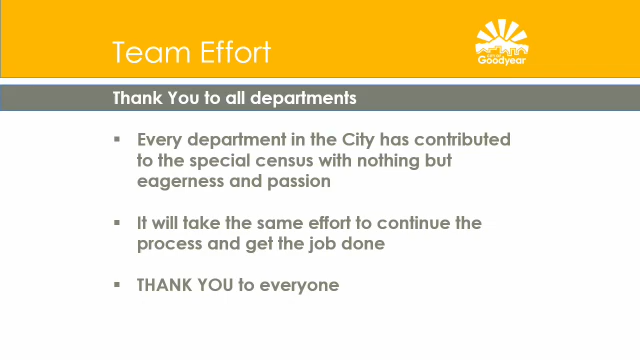 Team Effort
Goodyear
Thank You to all departments
▪ Every department in the City has contributed
to the special census with nothing but
eagerness and passion
▪ It will take the same effort to continue the
process and get the job done
▪ THANK YOU to everyone